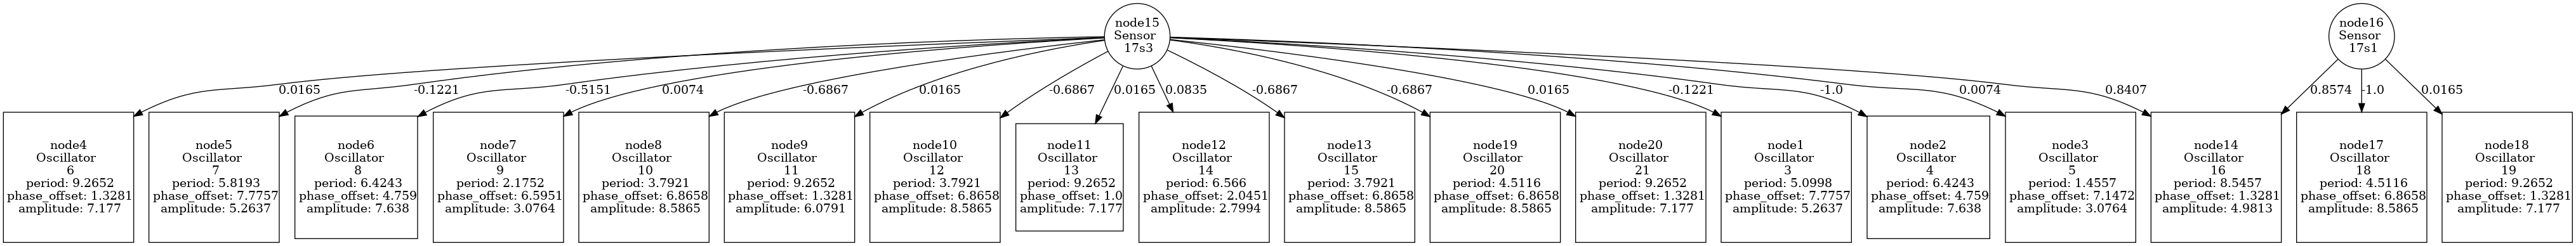 node15
Sensor
17s3
node16
Sensor
17s1
0.0165
-0.1221
-0.5151
0.0074
-0.6867
0.0165
-0.6867
0.0165
0.0835
-0.6867
-0.6867
0.0165
-0.1221
-1.0
0.0074
0.8407
0.8574
-1.0
0.0165
node4
Oscillator
6
period: 9.2652
phase_offset: 1.3281
amplitude: 7.177
node5
Oscillator
7
period: 5.8193
phase_offset: 7.7757
amplitude: 5.2637
node6
Oscillator
8
period: 6.4243
phase_offset: 4.759
amplitude: 7.638
node7
Oscillator
9
period: 2.1752
phase_offset: 6.5951
amplitude: 3.0764
node8
Oscillator
10
period: 3.7921
phase_offset: 6.8658
amplitude: 8.5865
node9
Oscillator
11
period: 9.2652
phase_offset: 1.3281
amplitude: 6.0791
node10
Oscillator
12
period: 3.7921
phase_offset: 6.8658
amplitude: 8.5865
node11
Oscillator
13
period: 9.2652
phase_offset: 1.0
amplitude: 7.177
node12
Oscillator
14
period: 6.566
phase_offset: 2.0451
amplitude: 2.7994
node13
Oscillator
15
period: 3.7921
phase_offset: 6.8658
amplitude: 8.5865
node19
Oscillator
20
period: 4.5116
phase_offset: 6.8658
amplitude: 8.5865
node20
Oscillator
21
period: 9.2652
phase_offset: 1.3281
amplitude: 7.177
node1
Oscillator
3
period: 5.0998
phase_offset: 7.7757
amplitude: 5.2637
node2
Oscillator
4
period: 6.4243
phase_offset: 4.759
amplitude: 7.638
node3
Oscillator
5
period: 1.4557
phase_offset: 7.1472
amplitude: 3.0764
node14
Oscillator
16
period: 8.5457
phase_offset: 1.3281
amplitude: 4.9813
node17
Oscillator
18
period: 4.5116
phase_offset: 6.8658
amplitude: 8.5865
node18
Oscillator
19
period: 9.2652
phase_offset: 1.3281
amplitude: 7.177